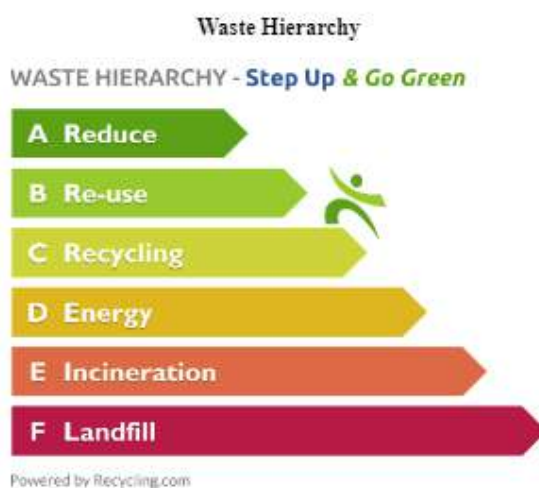 Waste Hierarchy
WASTE HIERARCHY - Step Up & Go Green
A Reduce
B Re-use
C Recycling
D Energy
E Incineration
F Landfill
Powered by Recycling.com